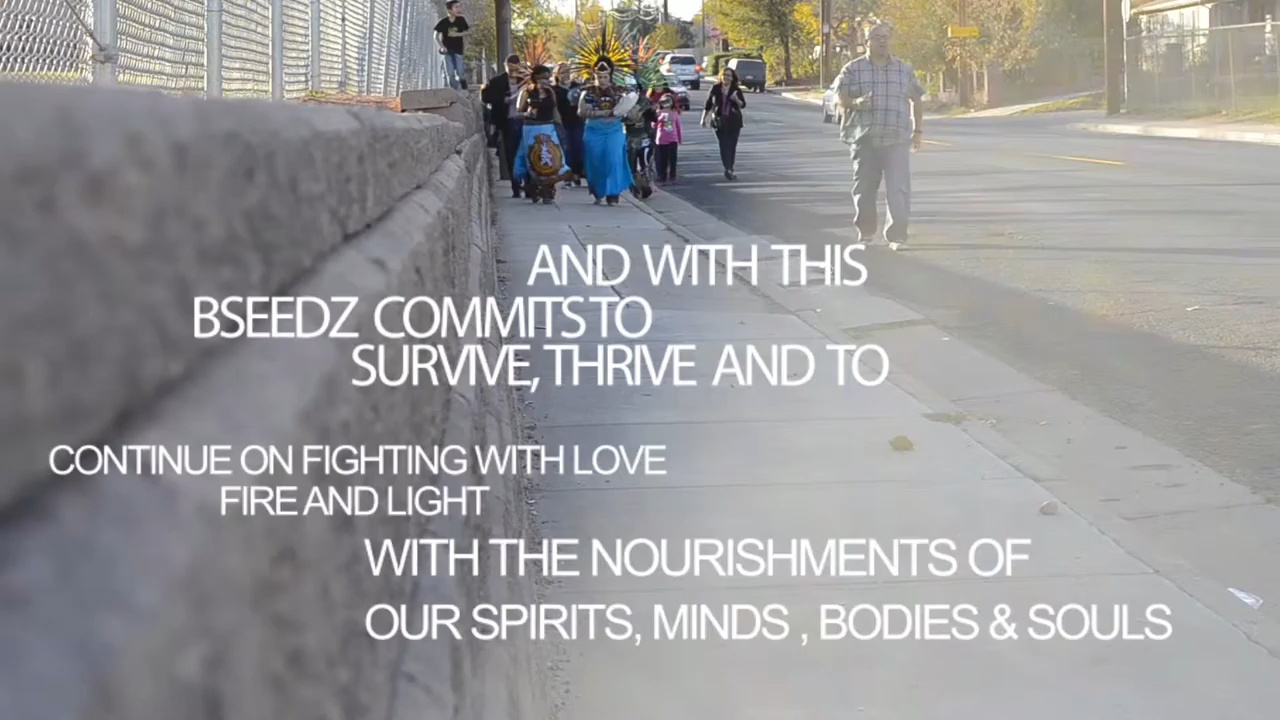 AND WITH THIS
BSEEDZ COMMITS TO
SURVIVE, THRIVE AND TO
CONTINUE ON FIGHTING WITH LOVE
FIRE AND LIGHT
WITH THE NOURISHMENTS OF
OUR SPIRITS, MINDS , BODIES & SOULS